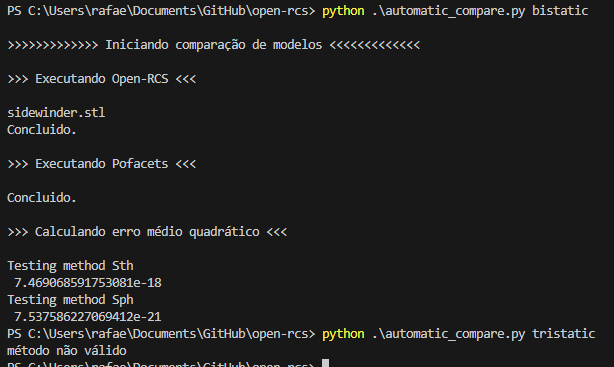 PS C:\Users\rafae\Documents\GitHub\open-rcs> python .\automatic_compare.py bistatic
>>>>>>>>>>>>> Iniciando comparação de modelos <<<<<<<<<<<<<
>>> Executando Open-RCS <<<
sidewinder.stl
Concluido.
>>> Executando Pofacets <<<
Concluido.
>>> Calculando erro médio quadrático <<<
Testing method Sth
7.469068591753081e-18
Testing method Sph
7.537586227069412e-21
PS C:\Users\rafae\Documents\GitHub\open-rcs> python .\automatic_compare.py tristatic
método não válido
PS C:\Users\rafae\Documents\GitHub\open-rcs>